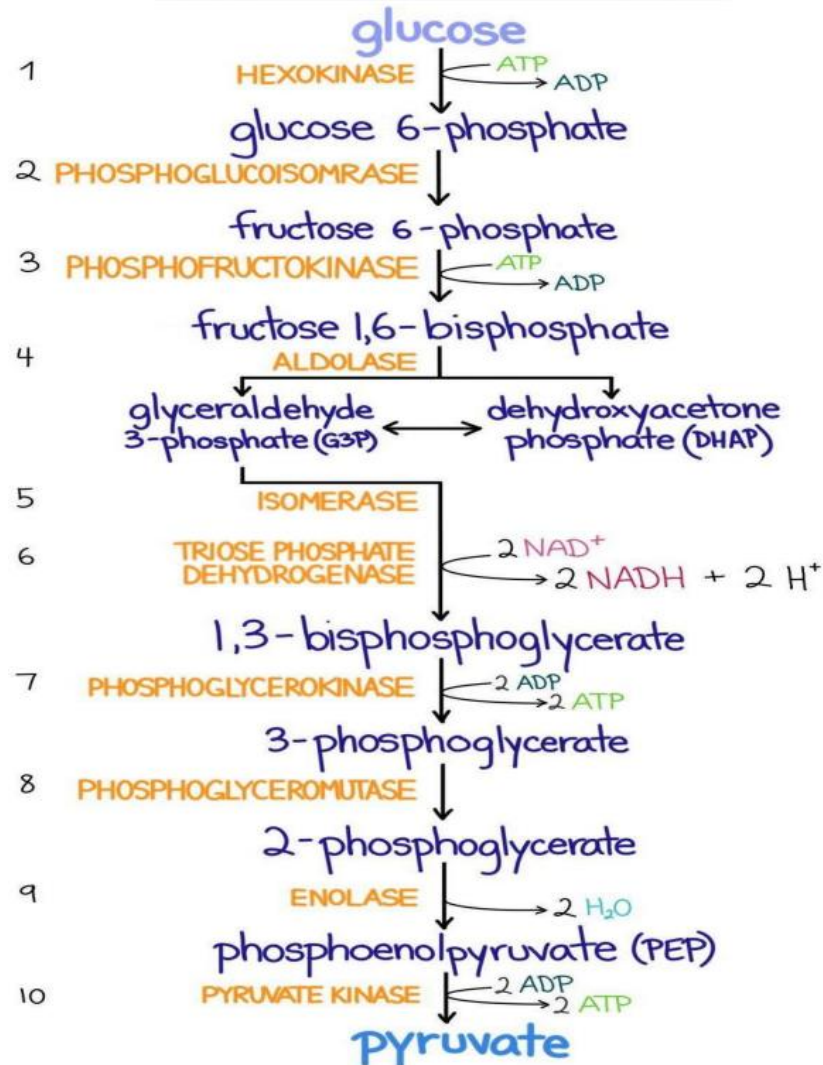 glucose
1 HEXOKINASE ATP
ADP
glucose 6-phosphate
2 PHOSPHOGLUCOISOMRASE
fructose 6-phosphate
3 PHOSPHOFRUCTOKINASE ATP
ADP
fructose 1,6-bisphosphate
4 ALDOLASE
glyceraldehyde
3-phosphate (G3P)
dehydroxyacetone
phosphate (DHAP)
5 ISOMERASE
6 TRIOSE PHOSPHATE
DEHYDROGENASE
2 NAD⁺
2 NADH + 2 H⁺
1,3-bisphosphoglycerate
7 PHOSPHOGLYCEROKINASE 2 ADP
2 ATP
3-phosphoglycerate
8 PHOSPHOGLYCEROMUTASE
2-phosphoglycerate
9 ENOLASE 2 H₂O
phosphoenolpyruvate (PEP)
10 PYRUVATE KINASE 2 ADP
2 ATP
pyruvate